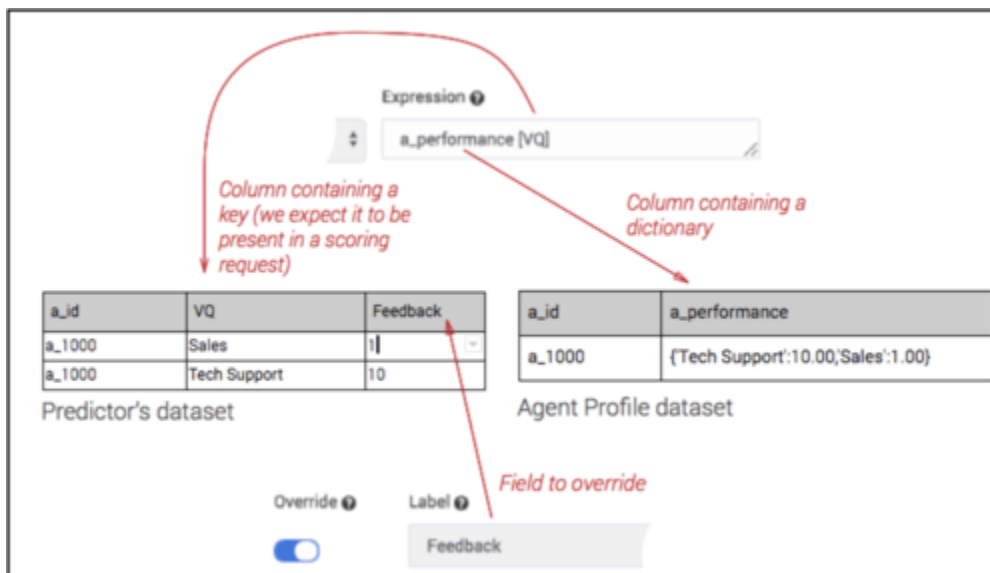 Expression
a_performance [VQ]
Column containing a
key (we expect it to be
present in a scoring
request)
Column containing a
dictionary
a_id VQ Feedback
a_1000 Sales 1
a_1000 Tech Support 10
Predictor's dataset
a_id a_performance
a_1000 {'Tech Support':10.00,'Sales':1.00}
Agent Profile dataset
Field to override
Override Label
Feedback